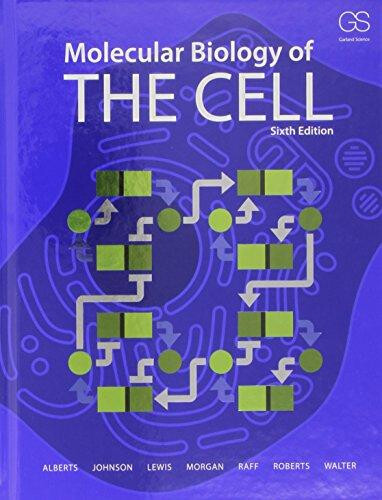 GS
Garland Science
Molecular Biology of
THE CELL
Sixth Edition
ALBERTS JOHNSON LEWIS MORGAN RAFF ROBERTS WALTER